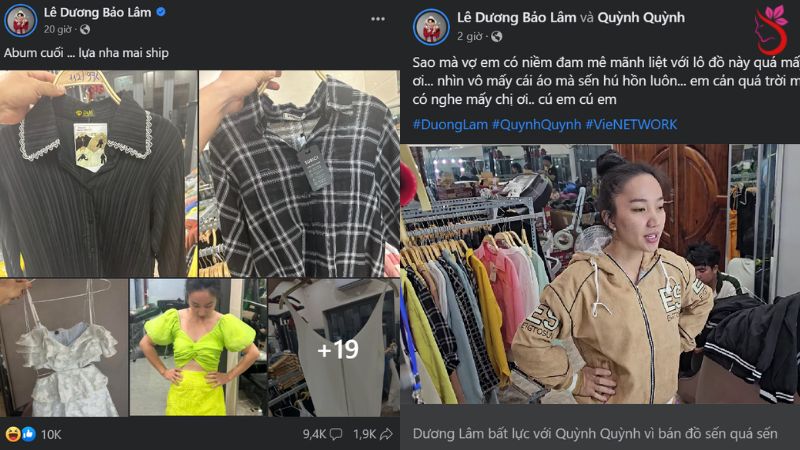 Lê Dương Bảo Lâm
20 giờ
Abum cuối ... lựa nha mai ship
+19
10K
9,4K
1,9K
Lê Dương Bảo Lâm và Quỳnh Quỳnh
2 giờ
Sao mà vợ em có niềm đam mê mãnh liệt với lô đồ này quá mấ
ơi... nhìn vô mấy cái áo mà sến hú hồn luôn... em cản quá trời m
có nghe mấy chị ơi.. cú em cú em
#DuongLam #QuynhQuynh #VieNETWORK
ES
ES
Dương Lâm bất lực với Quỳnh Quỳnh vì bán đồ sến quá sến